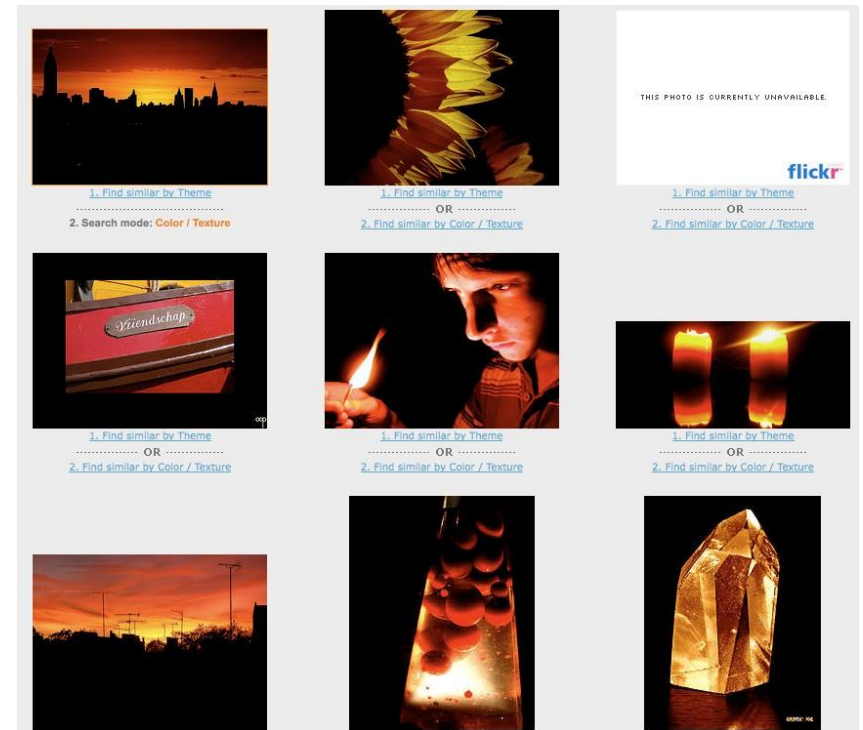 THIS PHOTO IS CURRENTLY UNAVAILABLE.
flickr
1. Find similar by Theme
2. Search mode: Color / Texture
1. Find similar by Theme
OR
2. Find similar by Color / Texture
1. Find similar by Theme
OR
2. Find similar by Color / Texture
Vriendschap
1. Find similar by Theme
OR
2. Find similar by Color / Texture
1. Find similar by Theme
OR
2. Find similar by Color / Texture
1. Find similar by Theme
OR
2. Find similar by Color / Texture